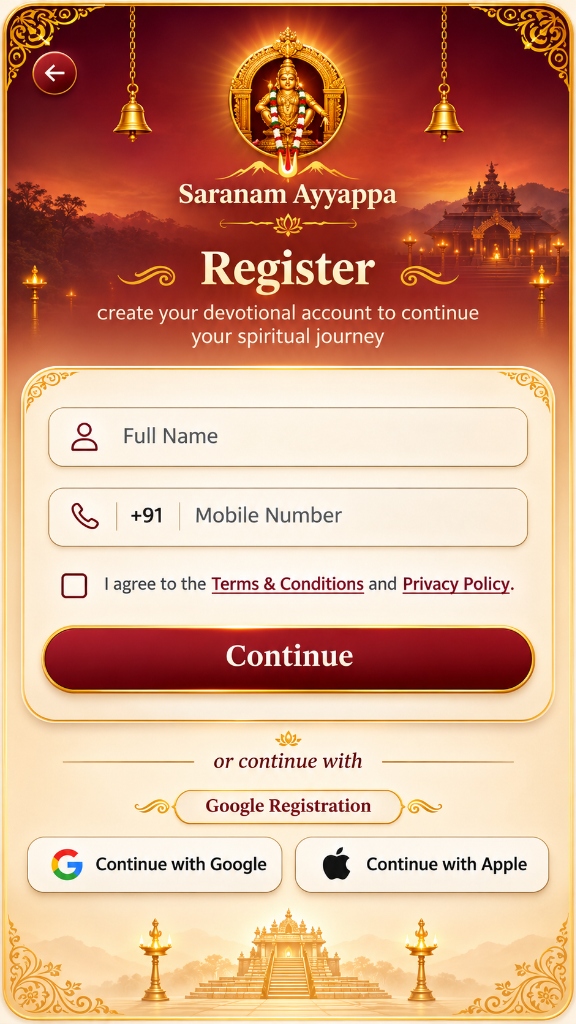 Saranam Ayyappa
Register
create your devotional account to continue
your spiritual journey
Full Name
+91 Mobile Number
I agree to the Terms & Conditions and Privacy Policy.
Continue
or continue with
Google Registration
Continue with Google
Continue with Apple